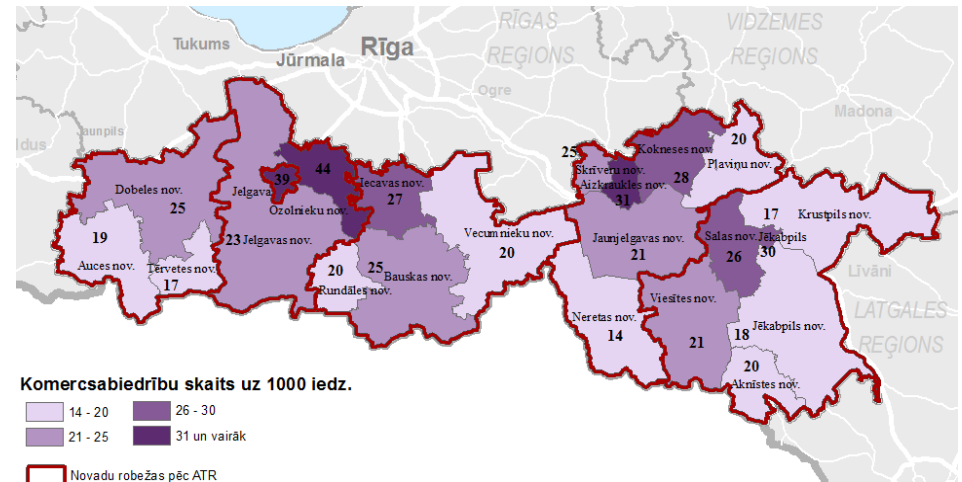 RĪGAS
REĢIONS
VIDZEMES
REĢIONS
Tukums
Rīga
Jūrmala
Ogre
Madona
Jaunpils
ldus
Dobeles nov.
25
19
Auces nov.
Tērvetes nov.
17
Jelgava
39
44
Ozolnieku nov.
23 Jelgavas nov.
Iecavas nov.
27
20
Rundāles nov.
25
Bauskas nov.
Vecumnieku nov.
20
25
Skrīveru nov.
Aizkraukles nov.
31
Kokneses nov.
28
20
Pļaviņu nov.
Jaunjelgavas nov.
21
17
Krustpils nov.
Salas nov.
26
Jēkabpils
30
Līvāni
LATGALES
REĢIONS
Neretas nov.
14
Viesītes nov.
21
Jēkabpils nov.
18
20
Aknīstes nov.
Komercsabiedrību skaits uz 1000 iedz.
14 - 20
26 - 30
21 - 25
31 un vairāk
Novadu robežas pēc ATR